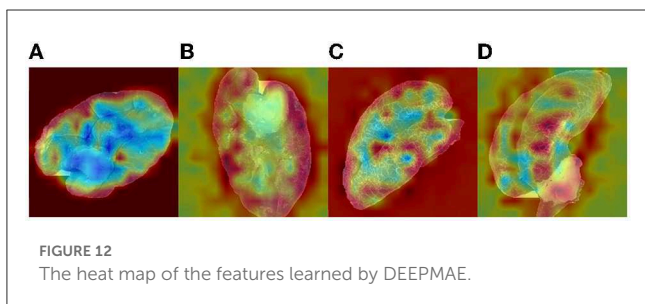 A B C D
FIGURE 12
The heat map of the features learned by DEEPMAE.